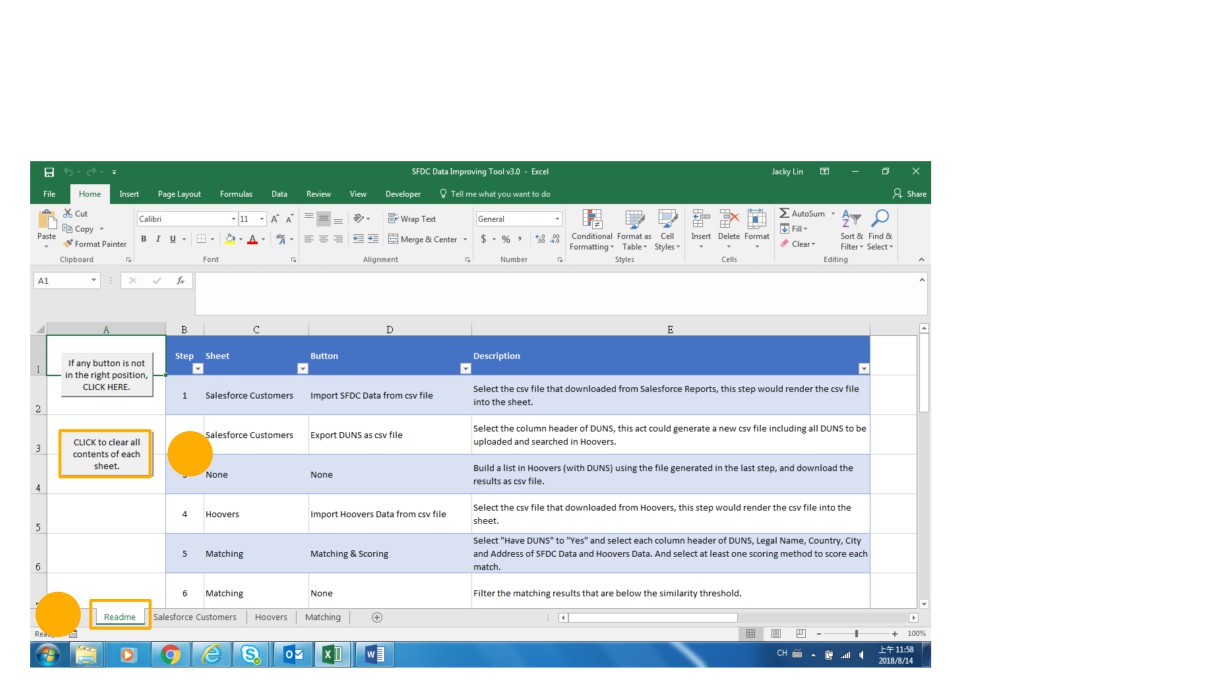 SFDC Data Improving Tool v3.0 - Excel
Jacky Lin
File Home Insert Page Layout Formulas Data Review View Developer Tell me what you want to do
Share
Cut
Copy
Format Painter
Paste
Clipboard
Calibri 11
B I U
Font
Wrap Text
Merge & Center
Alignment
General
$ - % ,
Number
Conditional Formatting
Format as Table
Cell Styles
Styles
Insert Delete Format
Cells
AutoSum
Fill
Clear
Sort & Filter
Find & Select
Editing
A1
fx
A B C D E
1
If any button is not
in the right position,
CLICK HERE.
Step Sheet Button Description
2
1 Salesforce Customers Import SFDC Data from csv file
Select the csv file that downloaded from Salesforce Reports, this step would render the csv file
into the sheet.
3
CLICK to clear all
contents of each
sheet.
Salesforce Customers Export DUNS as csv file
Select the column header of DUNS, this act could generate a new csv file including all DUNS to be
uploaded and searched in Hoovers.
4
None None
Build a list in Hoovers (with DUNS) using the file generated in the last step, and download the
results as csv file.
5
4 Hoovers Import Hoovers Data from csv file
Select the csv file that downloaded from Hoovers, this step would render the csv file into the
sheet.
6
5 Matching Matching & Scoring
Select "Have DUNS" to "Yes" and select each column header of DUNS, Legal Name, Country, City
and Address of SFDC Data and Hoovers Data. And select at least one scoring method to score each
match.
6 Matching None Filter the matching results that are below the similarity threshold.
Readme Salesforce Customers Hoovers Matching
100%
CH
上午 11:58
2018/8/14